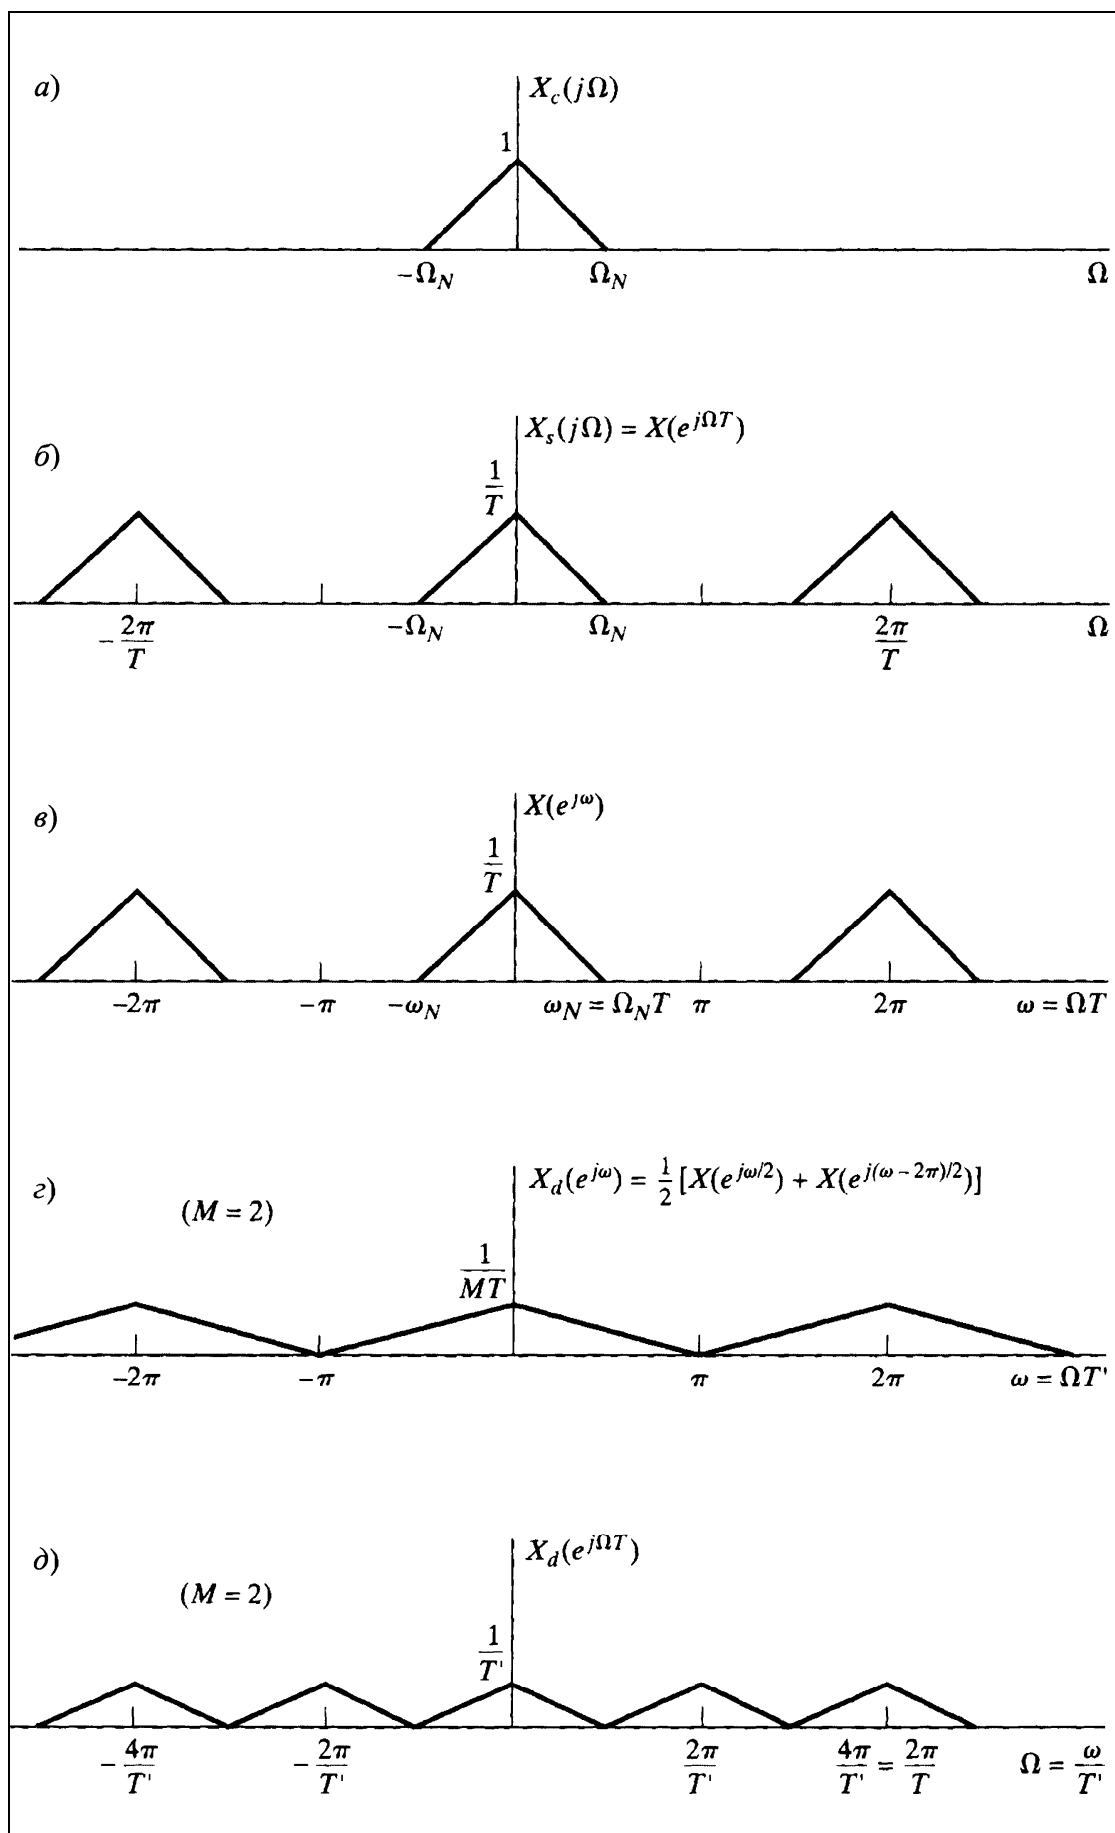 а)
X_c(jΩ)
1
-Ω_N
Ω_N
Ω
б)
X_s(jΩ) = X(e^{jΩT})
1/T
-2π/T
-Ω_N
Ω_N
2π/T
Ω
в)
X(e^{jω})
1/T
-2π
-π
-ω_N
ω_N = Ω_N T
π
2π
ω = ΩT
г)
(M = 2)
X_d(e^{jω}) = 1/2 [X(e^{jω/2}) + X(e^{j(ω - 2π)/2})]
1/MT
-2π
-π
π
2π
ω = ΩT'
д)
(M = 2)
X_d(e^{jΩT})
1/T'
-4π/T'
-2π/T'
2π/T'
4π/T' = 2π/T
Ω = ω/T'